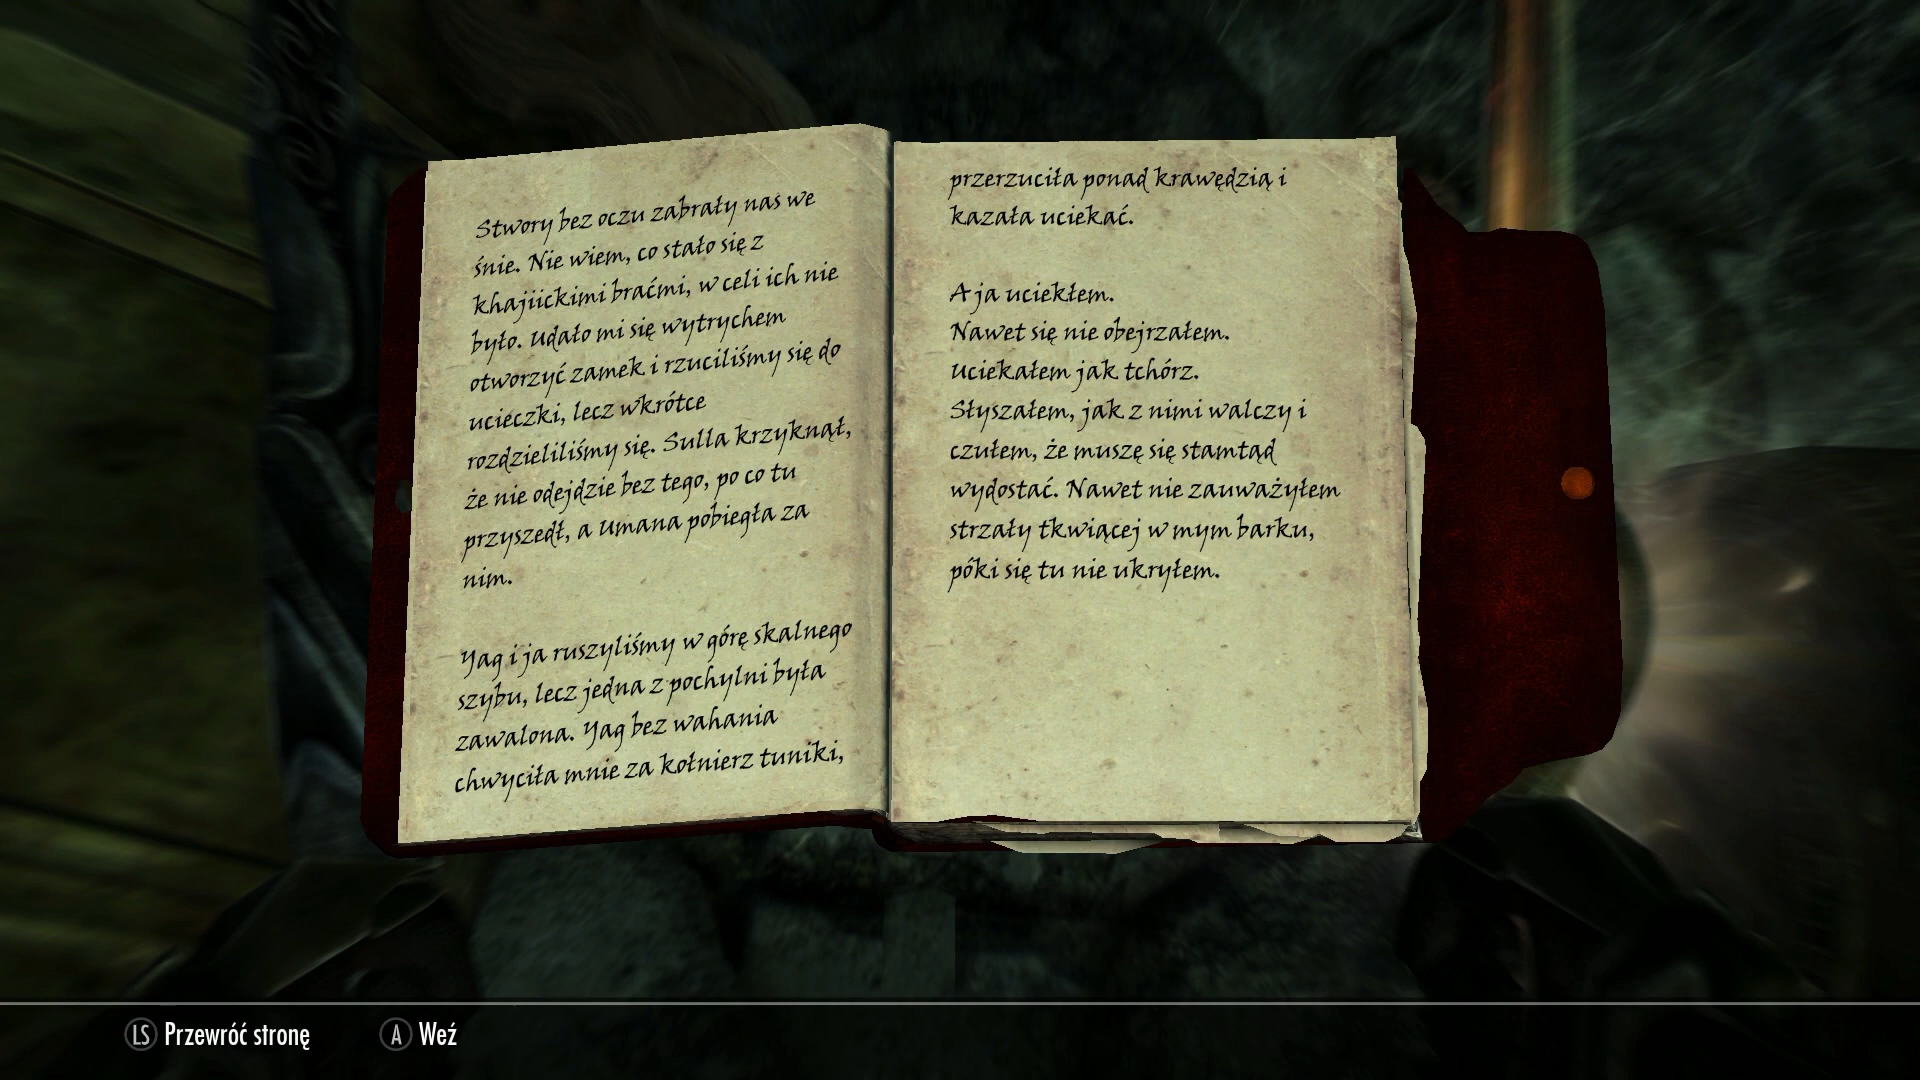 Stwory bez oczu zabrały nas we
śnie. Nie wiem, co stało się z
khajiickimi braćmi, w celi ich nie
było. Udało mi się wytrychem
otworzyć zamek i rzuciliśmy się do
ucieczki, lecz wkrótce
rozdzieliliśmy się. Sulla krzyknął,
że nie odejdzie bez tego, po co tu
przyszedł, a Umana pobiegła za
nim.
Yag i ja ruszyliśmy w górę skalnego
szybu, lecz jedna z pochylni była
zawalona. Yag bez wahania
chwyciła mnie za kołnierz tuniki,
przerzuciła ponad krawędzią i
kazała uciekać.
A ja uciekłem.
Nawet się nie obejrzałem.
Uciekałem jak tchórz.
Słyszałem, jak z nimi walczy i
czułem, że muszę się stamtąd
wydostać. Nawet nie zauważyłem
strzały tkwiącej w mym barku,
póki się tu nie ukryłem.
LS Przewróć stronę
A Weź